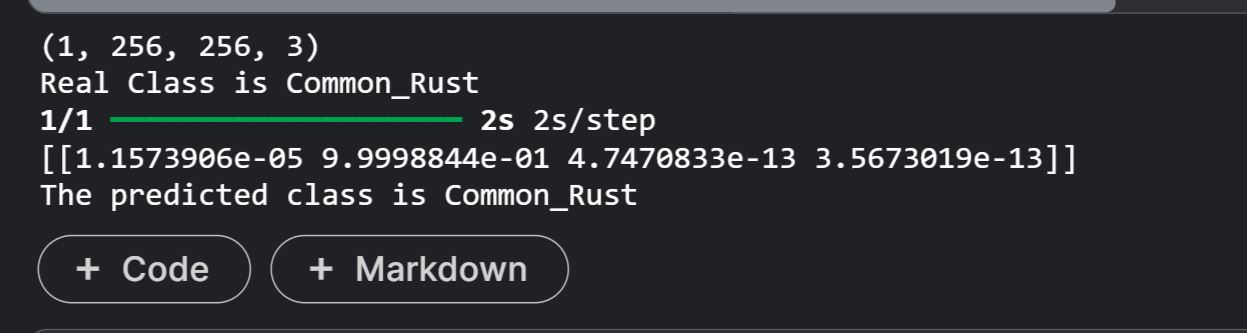 (1, 256, 256, 3)
Real Class is Common_Rust
1/1 ━━━━━━━━━━━━━━━━━━━━ 2s 2s/step
[[1.1573906e-05 9.9998844e-01 4.7470833e-13 3.5673019e-13]]
The predicted class is Common_Rust
+ Code + Markdown